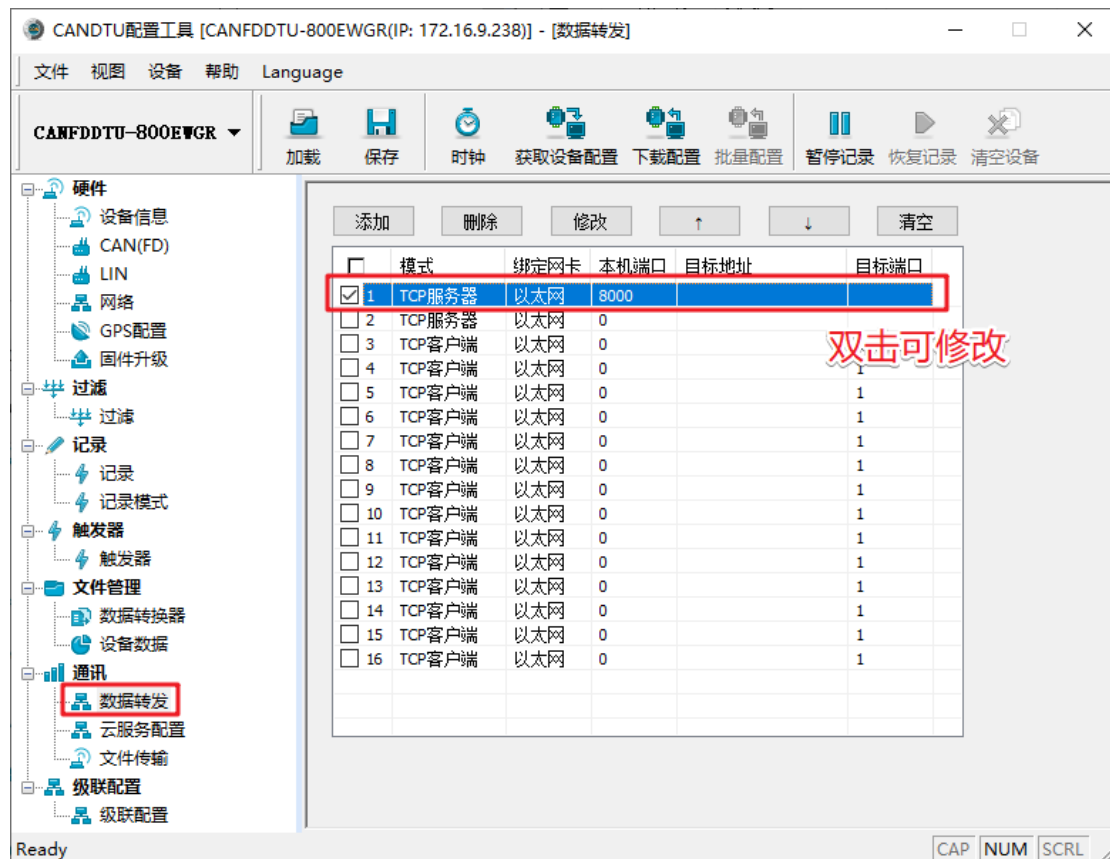 CANDTU配置工具 [CANFDDTU-800EWGR(IP: 172.16.9.238)] - [数据转发]
文件 视图 设备 帮助 Language
CANFDDTU-800EWGR
加载 保存 时钟 获取设备配置 下载配置 批量配置 暂停记录 恢复记录 清空设备
硬件
设备信息
CAN(FD)
LIN
网络
GPS配置
固件升级
过滤
过滤
记录
记录
记录模式
触发器
触发器
文件管理
数据转换器
设备数据
通讯
数据转发
云服务配置
文件传输
级联配置
级联配置
添加 删除 修改 ↑ ↓ 清空
模式 绑定网卡 本机端口 目标地址 目标端口
1 TCP服务器 以太网 8000
2 TCP服务器 以太网 0
双击可修改
3 TCP客户端 以太网 0
4 TCP客户端 以太网 0 1
5 TCP客户端 以太网 0 1
6 TCP客户端 以太网 0 1
7 TCP客户端 以太网 0 1
8 TCP客户端 以太网 0 1
9 TCP客户端 以太网 0 1
10 TCP客户端 以太网 0 1
11 TCP客户端 以太网 0 1
12 TCP客户端 以太网 0 1
13 TCP客户端 以太网 0 1
14 TCP客户端 以太网 0 1
15 TCP客户端 以太网 0 1
16 TCP客户端 以太网 0 1
Ready CAP NUM SCRL